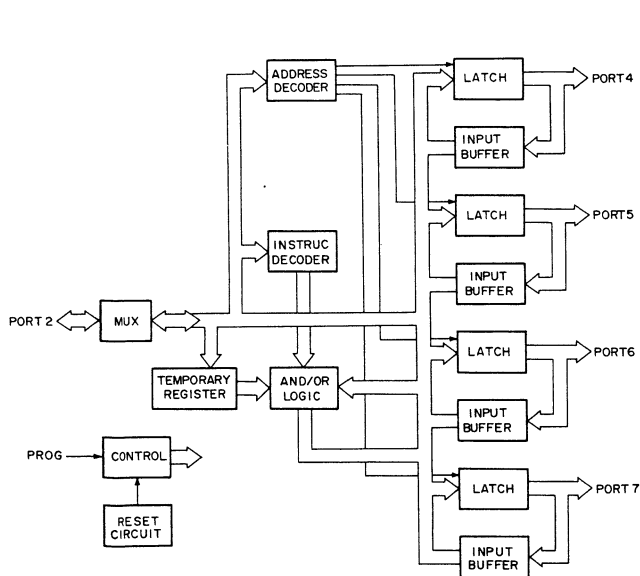 ADDRESS
DECODER
LATCH
PORT4
INPUT
BUFFER
LATCH
PORT5
INSTRUC
DECODER
INPUT
BUFFER
PORT 2
MUX
LATCH
PORT6
TEMPORARY
REGISTER
AND/OR
LOGIC
INPUT
BUFFER
PROG
CONTROL
LATCH
PORT 7
RESET
CIRCUIT
INPUT
BUFFER